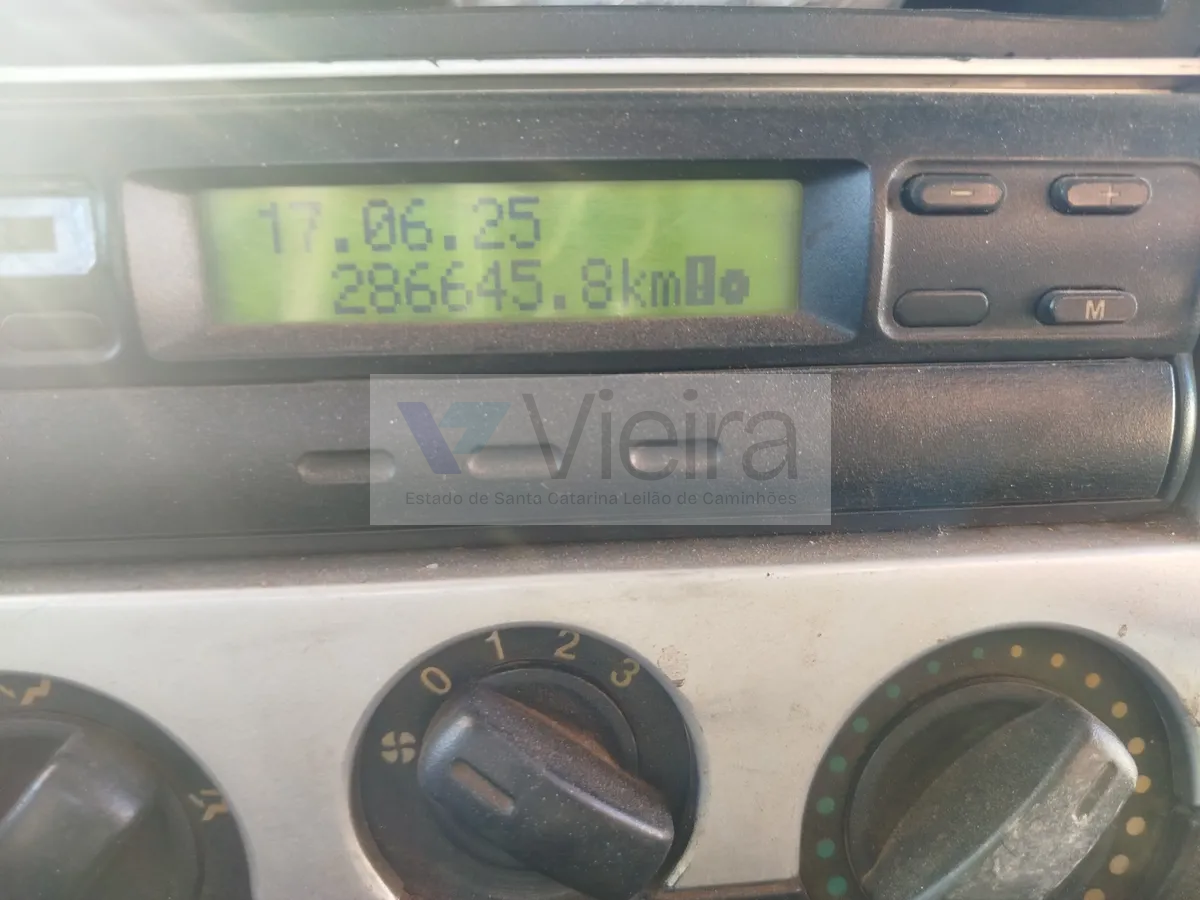 17.06.25
286645.8km
- +
M
Vieira
Estado de Santa Catarina Leilão de Caminhões
0 1 2 3